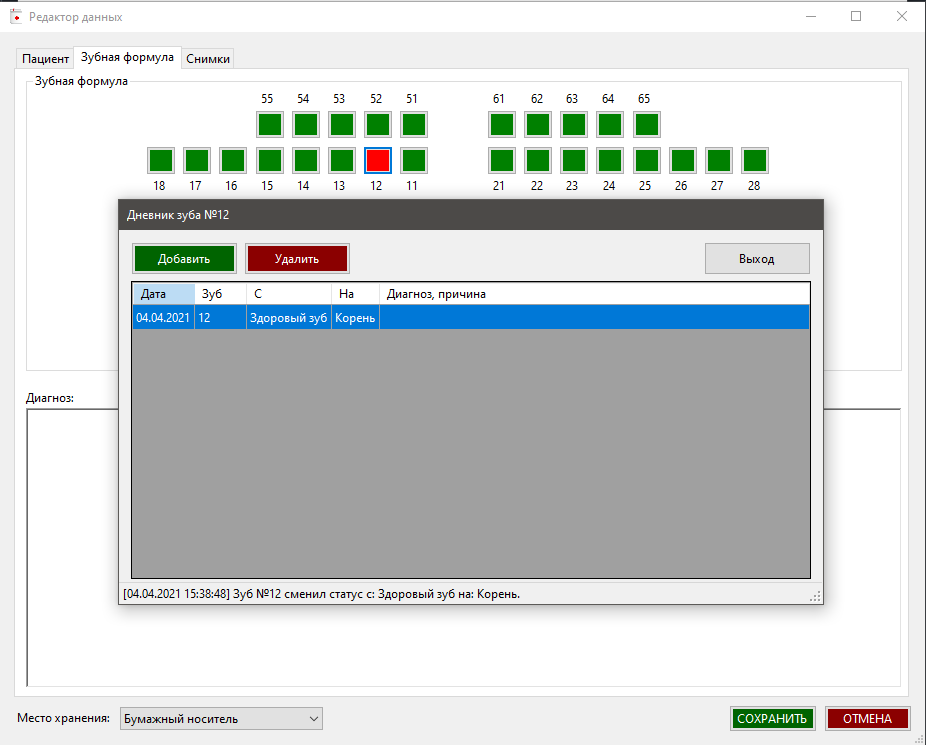 Редактор данных
Пациент Зубная формула Снимки
Зубная формула
55 54 53 52 51 61 62 63 64 65
18 17 16 15 14 13 12 11 21 22 23 24 25 26 27 28
Дневник зуба №12
Добавить Удалить Выход
Дата Зуб С На Диагноз, причина
04.04.2021 12 Здоровый зуб Корень
Диагноз:
[04.04.2021 15:38:48] Зуб №12 сменил статус с: Здоровый зуб на: Корень.
Место хранения: Бумажный носитель СОХРАНИТЬ ОТМЕНА